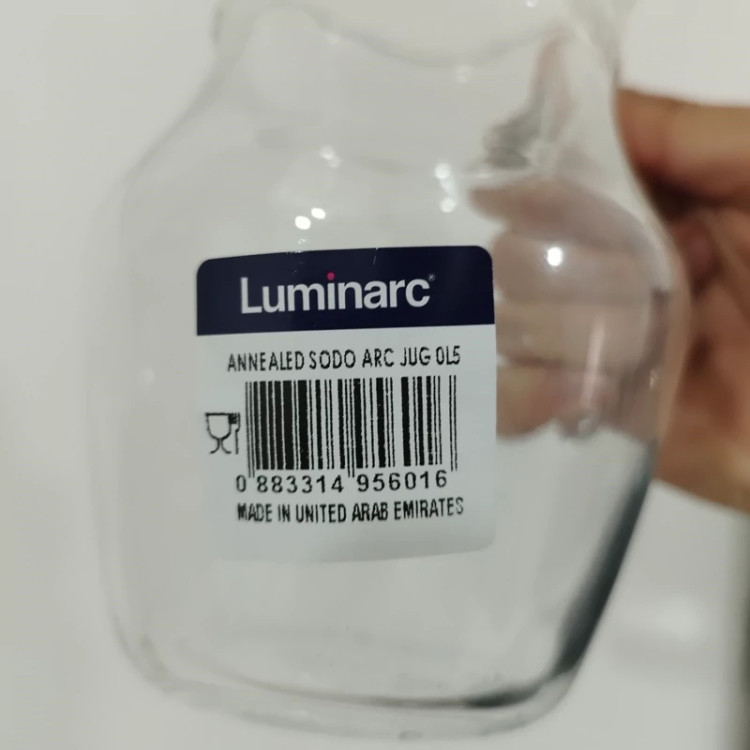 Luminarc®
ANNEALED SODO ARC JUG 0L5
0 883314 956016
MADE IN UNITED ARAB EMIRATES